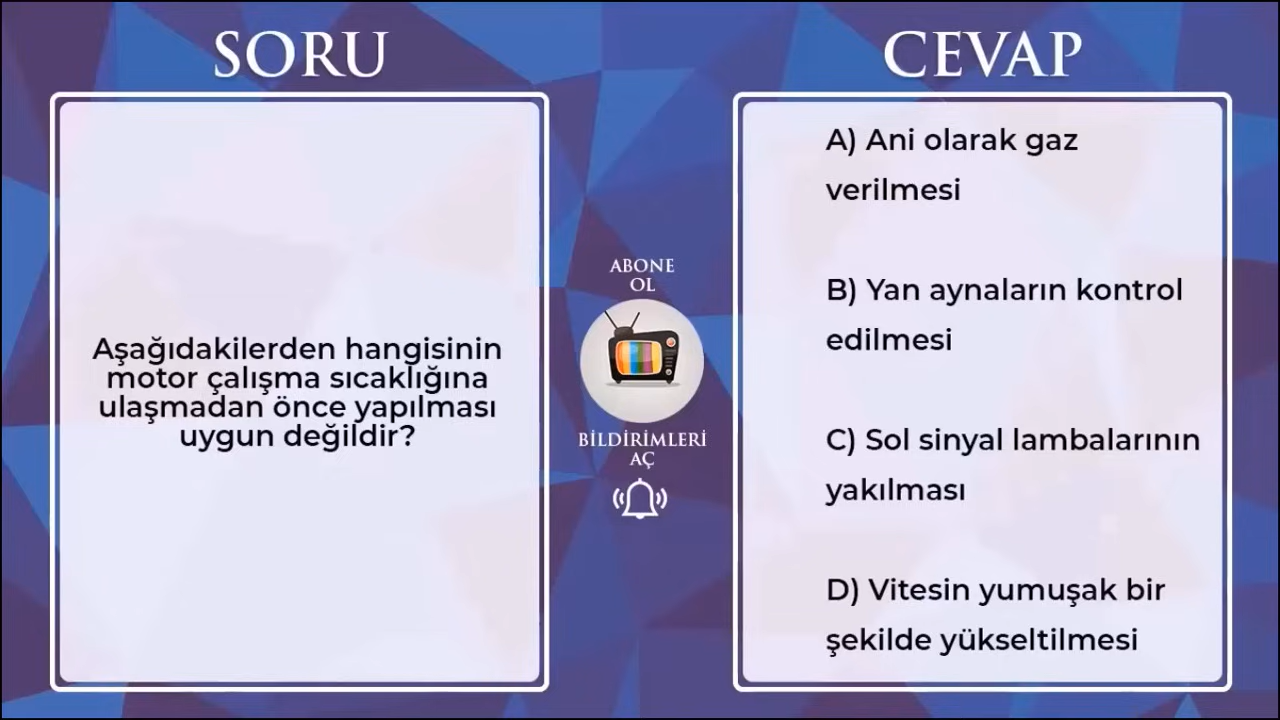 SORU
Aşağıdakilerden hangisinin
motor çalışma sıcaklığına
ulaşmadan önce yapılması
uygun değildir?
ABONE
OL
BİLDİRİMLERİ
AÇ
CEVAP
A) Ani olarak gaz
verilmesi
B) Yan aynaların kontrol
edilmesi
C) Sol sinyal lambalarının
yakılması
D) Vitesin yumuşak bir
şekilde yükseltilmesi